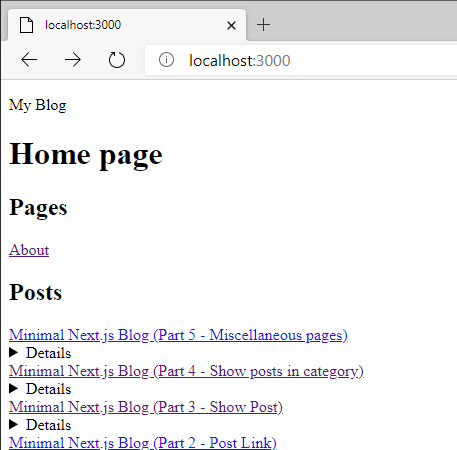 localhost:3000
localhost:3000
My Blog
Home page
Pages
About
Posts
Minimal Next.js Blog (Part 5 - Miscellaneous pages)
Details
Minimal Next.js Blog (Part 4 - Show posts in category)
Details
Minimal Next.js Blog (Part 3 - Show Post)
Details
Minimal Next.js Blog (Part 2 - Post Link)